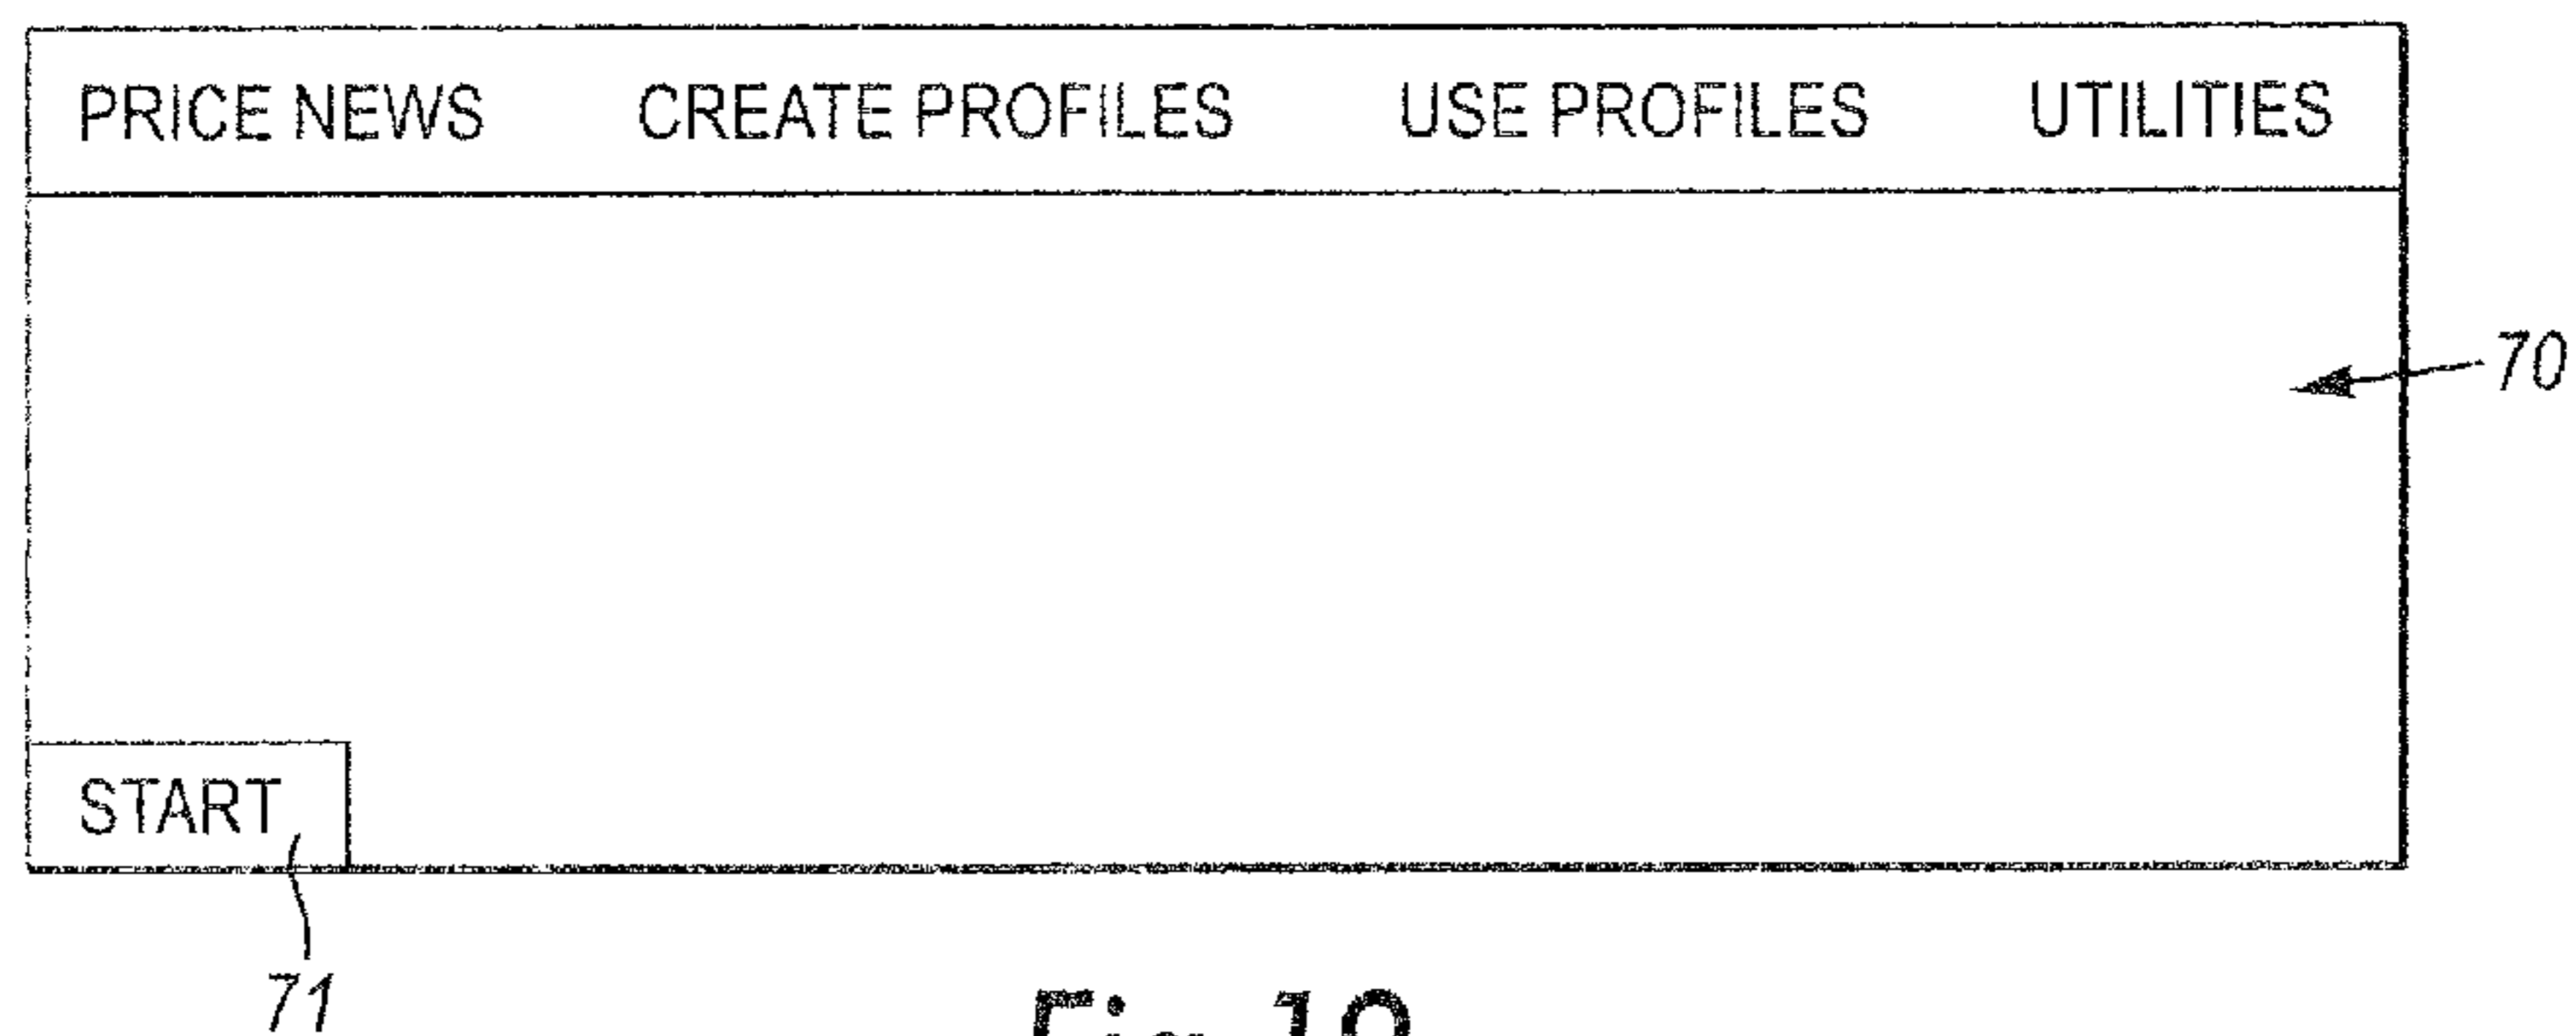 PRICE NEWS CREATE PROFILES USE PROFILES UTILITIES
70
START
71